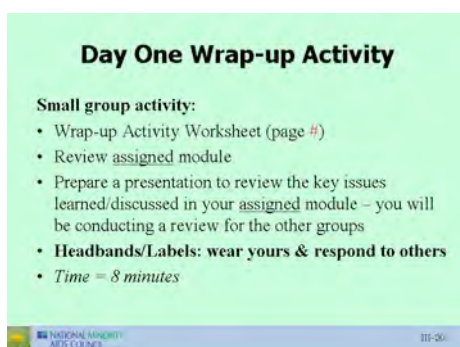 Day One Wrap-up Activity
Small group activity:
• Wrap-up Activity Worksheet (page #)
• Review assigned module
• Prepare a presentation to review the key issues
learned/discussed in your assigned module – you will
be conducting a review for the other groups
• Headbands/Labels: wear yours & respond to others
• Time = 8 minutes
NATIONAL MINORITY
AIDS COUNCIL
III-20